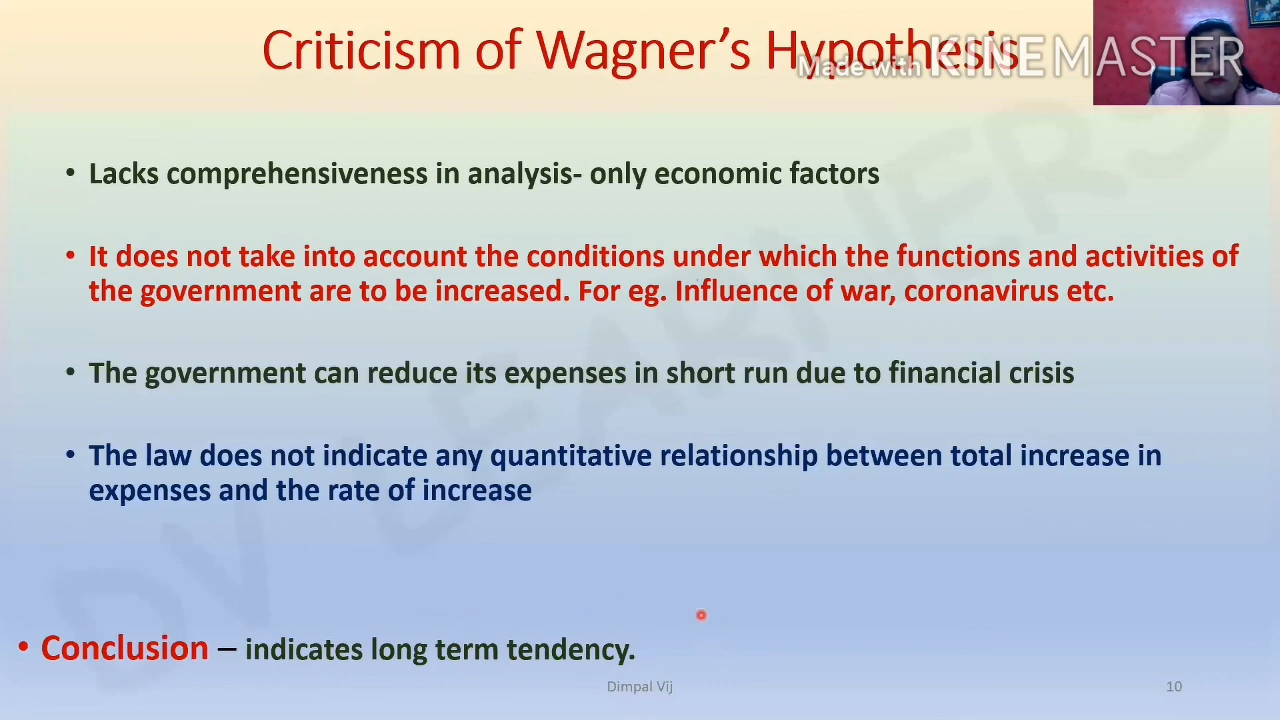 Criticism of Wagner's Hypothesis
Made with KINEMASTER
• Lacks comprehensiveness in analysis- only economic factors
• It does not take into account the conditions under which the functions and activities of
the government are to be increased. For eg. Influence of war, coronavirus etc.
• The government can reduce its expenses in short run due to financial crisis
• The law does not indicate any quantitative relationship between total increase in
expenses and the rate of increase
DV LEARNERS
• Conclusion – indicates long term tendency.
Dimpal Vij
10